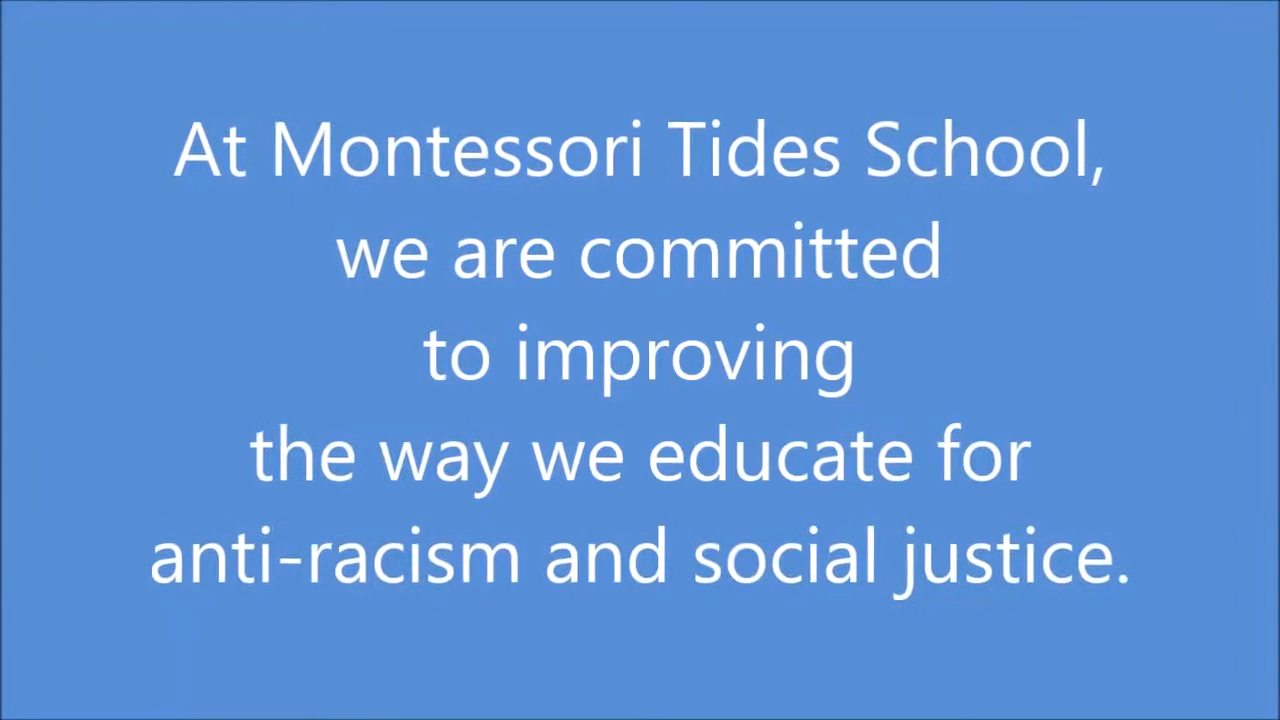 At Montessori Tides School,
we are committed
to improving
the way we educate for
anti-racism and social justice.